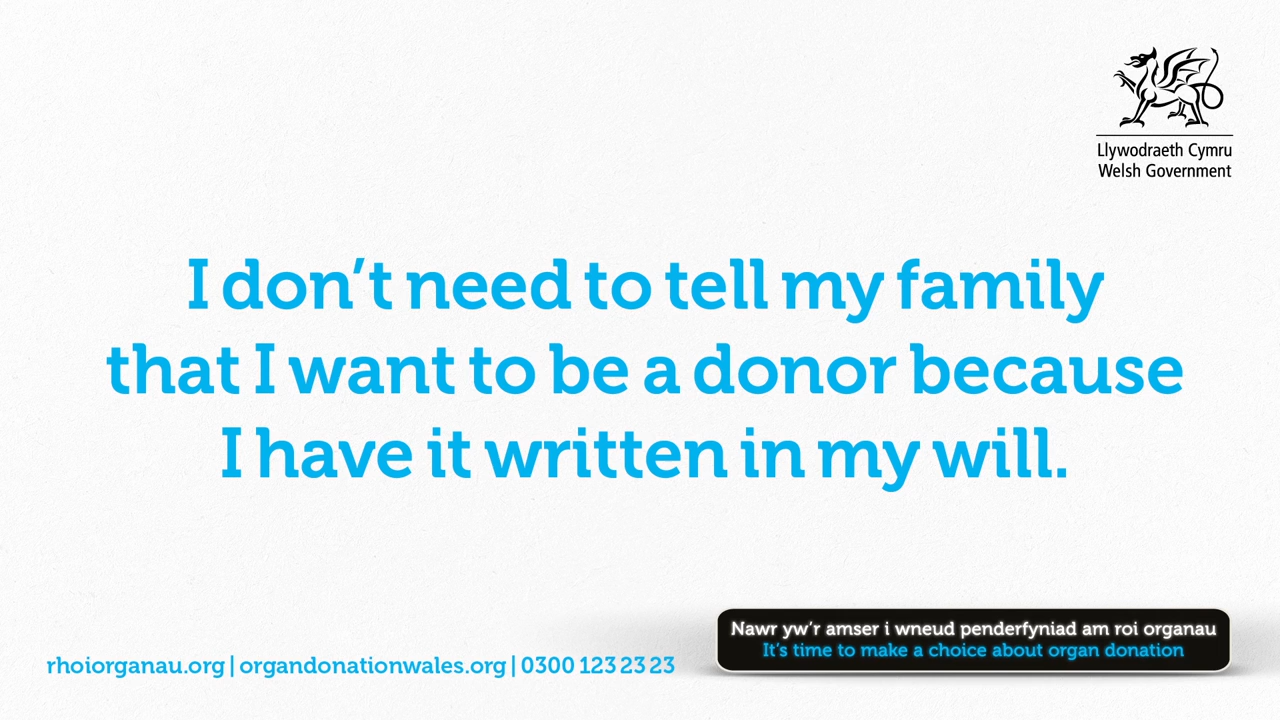 Llywodraeth Cymru
Welsh Government
I don’t need to tell my family
that I want to be a donor because
I have it written in my will.
Nawr yw’r amser i wneud penderfyniad am roi organau
It’s time to make a choice about organ donation
rhoiorganau.org | organdonationwales.org | 0300 123 23 23